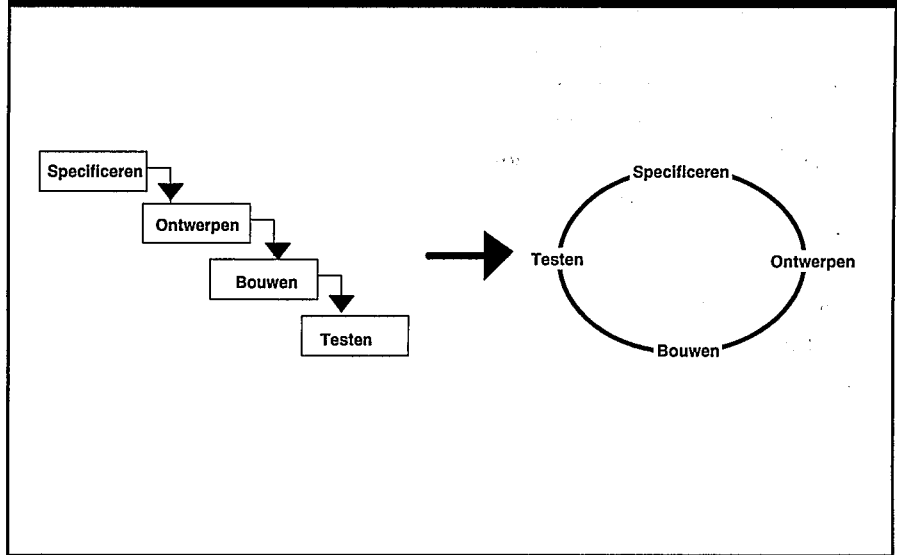 Specificeren
Ontwerpen
Bouwen
Testen
Specificeren
Testen
Ontwerpen
Bouwen